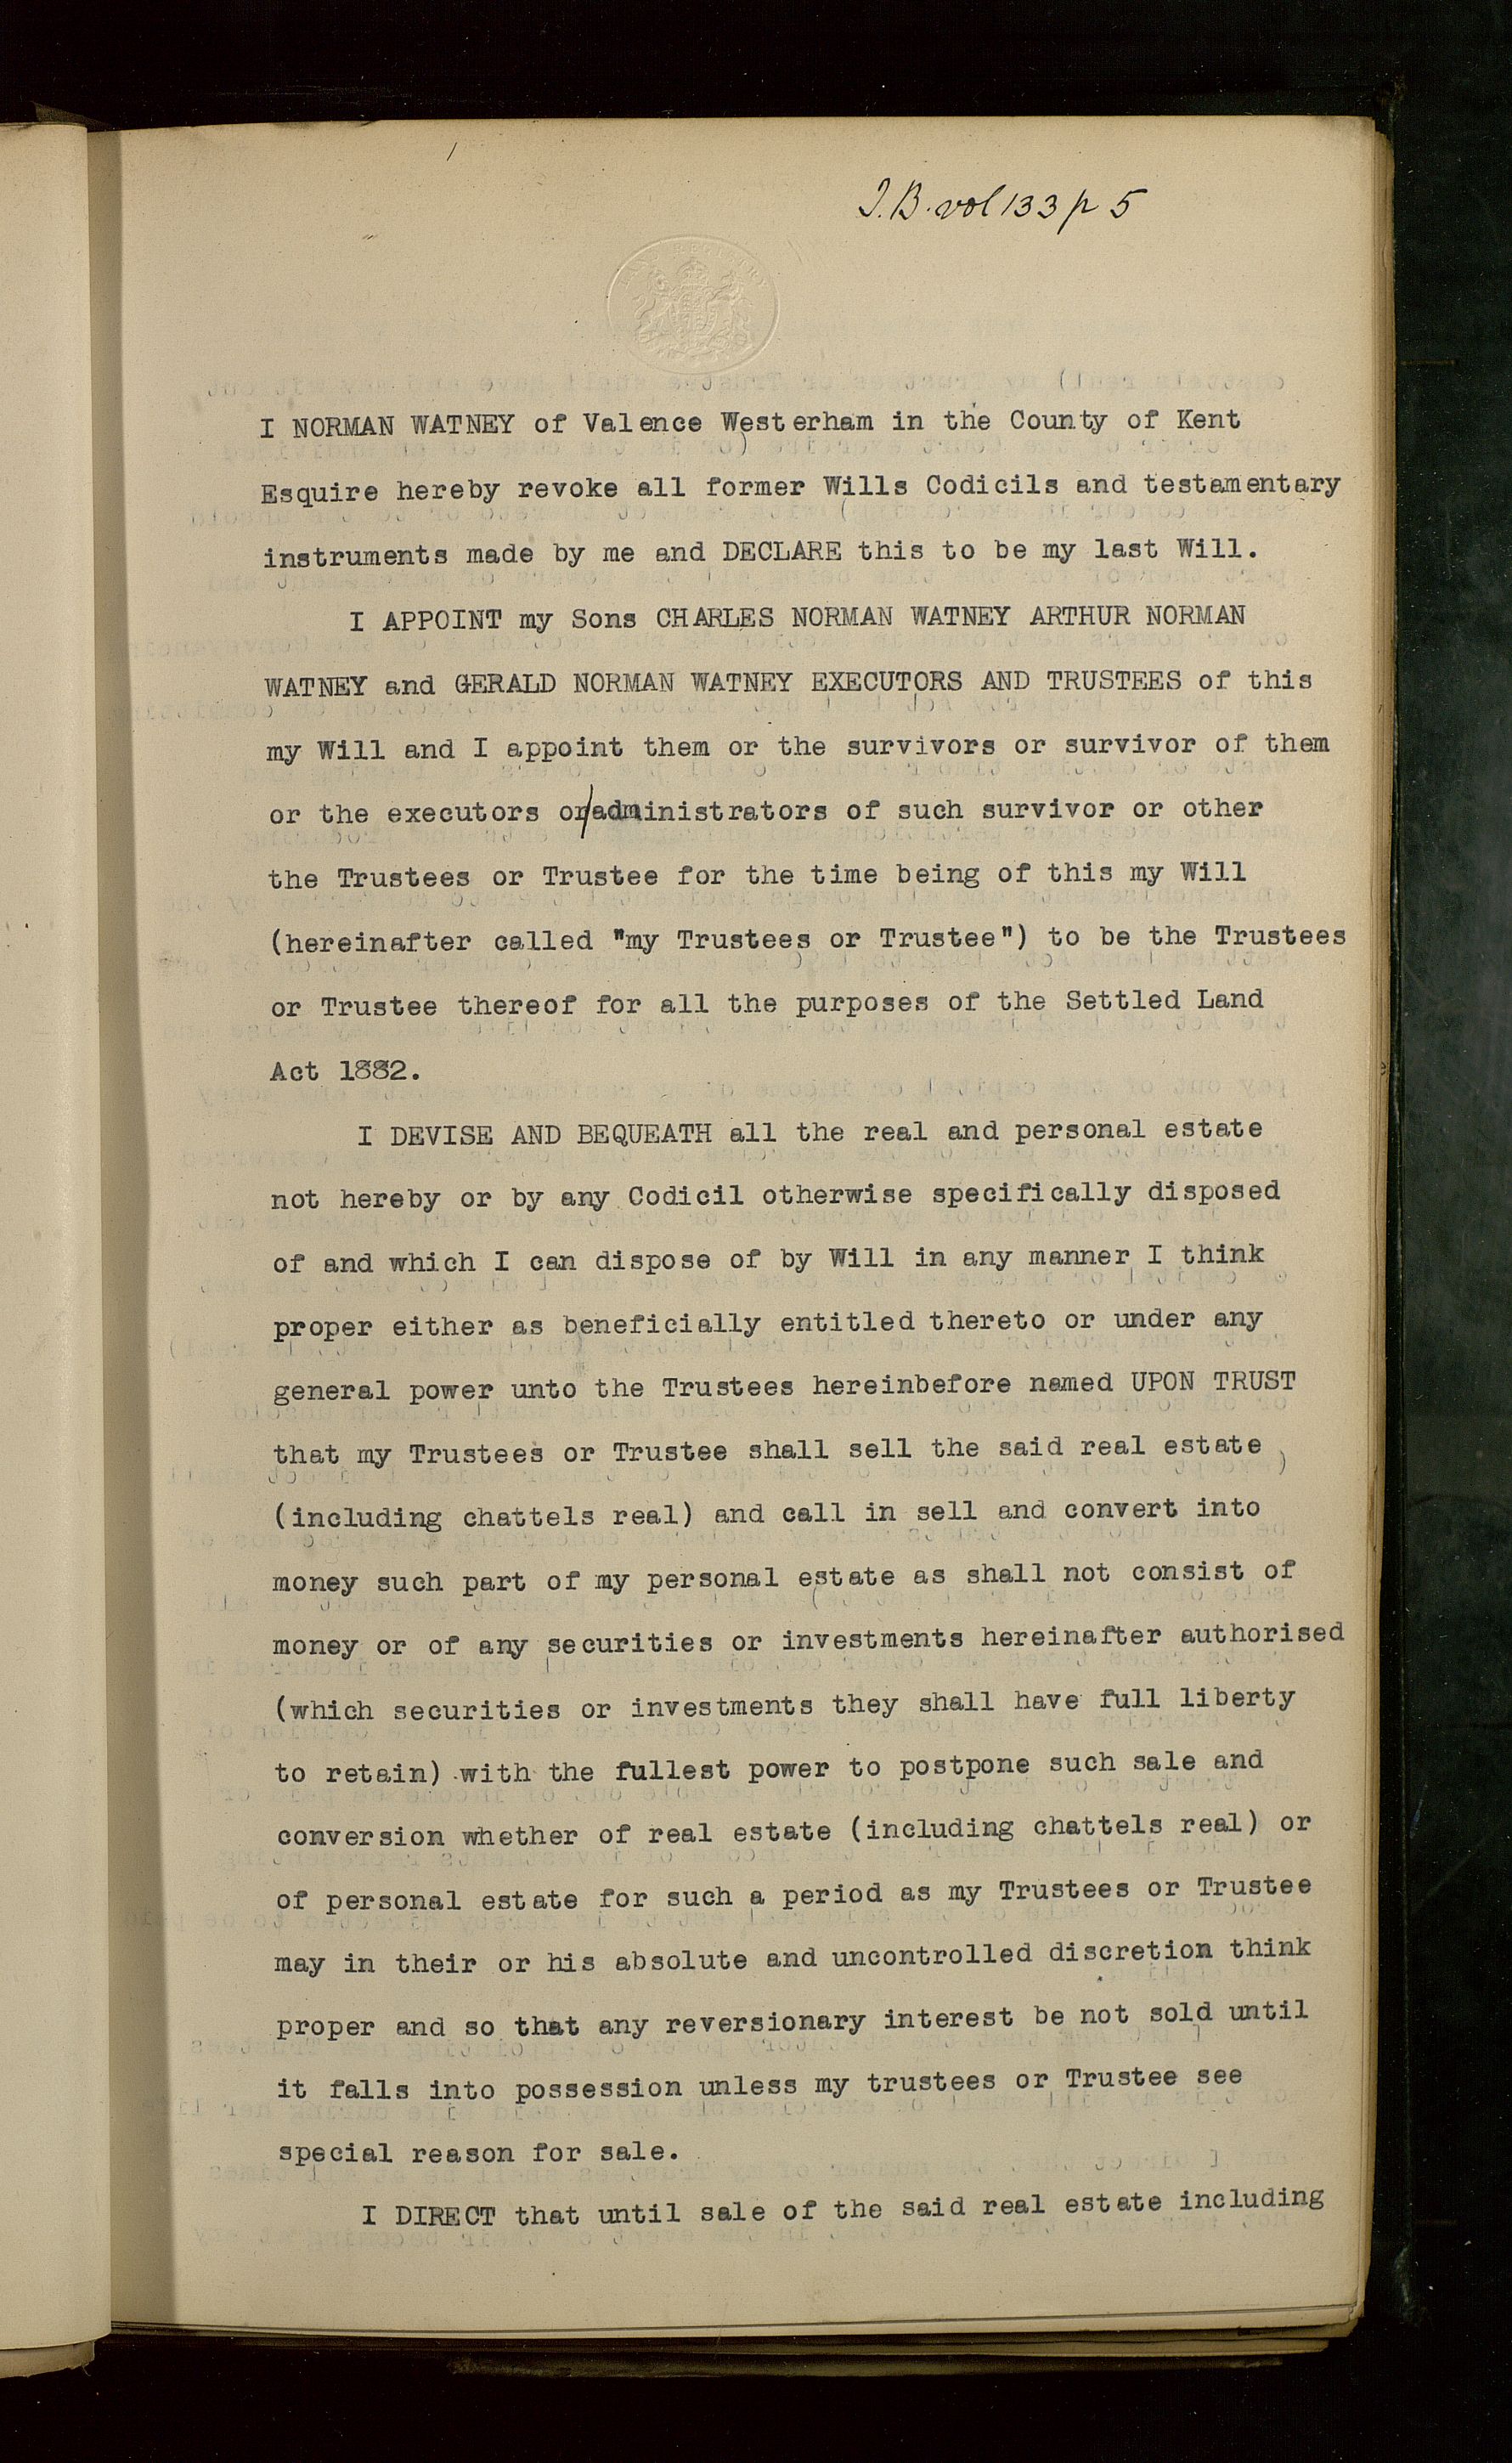 I.B. vol 133 p 5
I NORMAN WATNEY of Valence Westerham in the County of Kent
Esquire hereby revoke all former Wills Codicils and testamentary
instruments made by me and DECLARE this to be my last Will.
I APPOINT my Sons CHARLES NORMAN WATNEY ARTHUR NORMAN
WATNEY and GERALD NORMAN WATNEY EXECUTORS AND TRUSTEES of this
my Will and I appoint them or the survivors or survivor of them
or the executors or/administrators of such survivor or other
the Trustees or Trustee for the time being of this my Will
(hereinafter called "my Trustees or Trustee") to be the Trustees
or Trustee thereof for all the purposes of the Settled Land
Act 1882.
I DEVISE AND BEQUEATH all the real and personal estate
not hereby or by any Codicil otherwise specifically disposed
of and which I can dispose of by Will in any manner I think
proper either as beneficially entitled thereto or under any
general power unto the Trustees hereinbefore named UPON TRUST
that my Trustees or Trustee shall sell the said real estate
(including chattels real) and call in sell and convert into
money such part of my personal estate as shall not consist of
money or of any securities or investments hereinafter authorised
(which securities or investments they shall have full liberty
to retain) with the fullest power to postpone such sale and
conversion whether of real estate (including chattels real) or
of personal estate for such a period as my Trustees or Trustee
may in their or his absolute and uncontrolled discretion think
proper and so that any reversionary interest be not sold until
it falls into possession unless my trustees or Trustee see
special reason for sale.
I DIRECT that until sale of the said real estate including